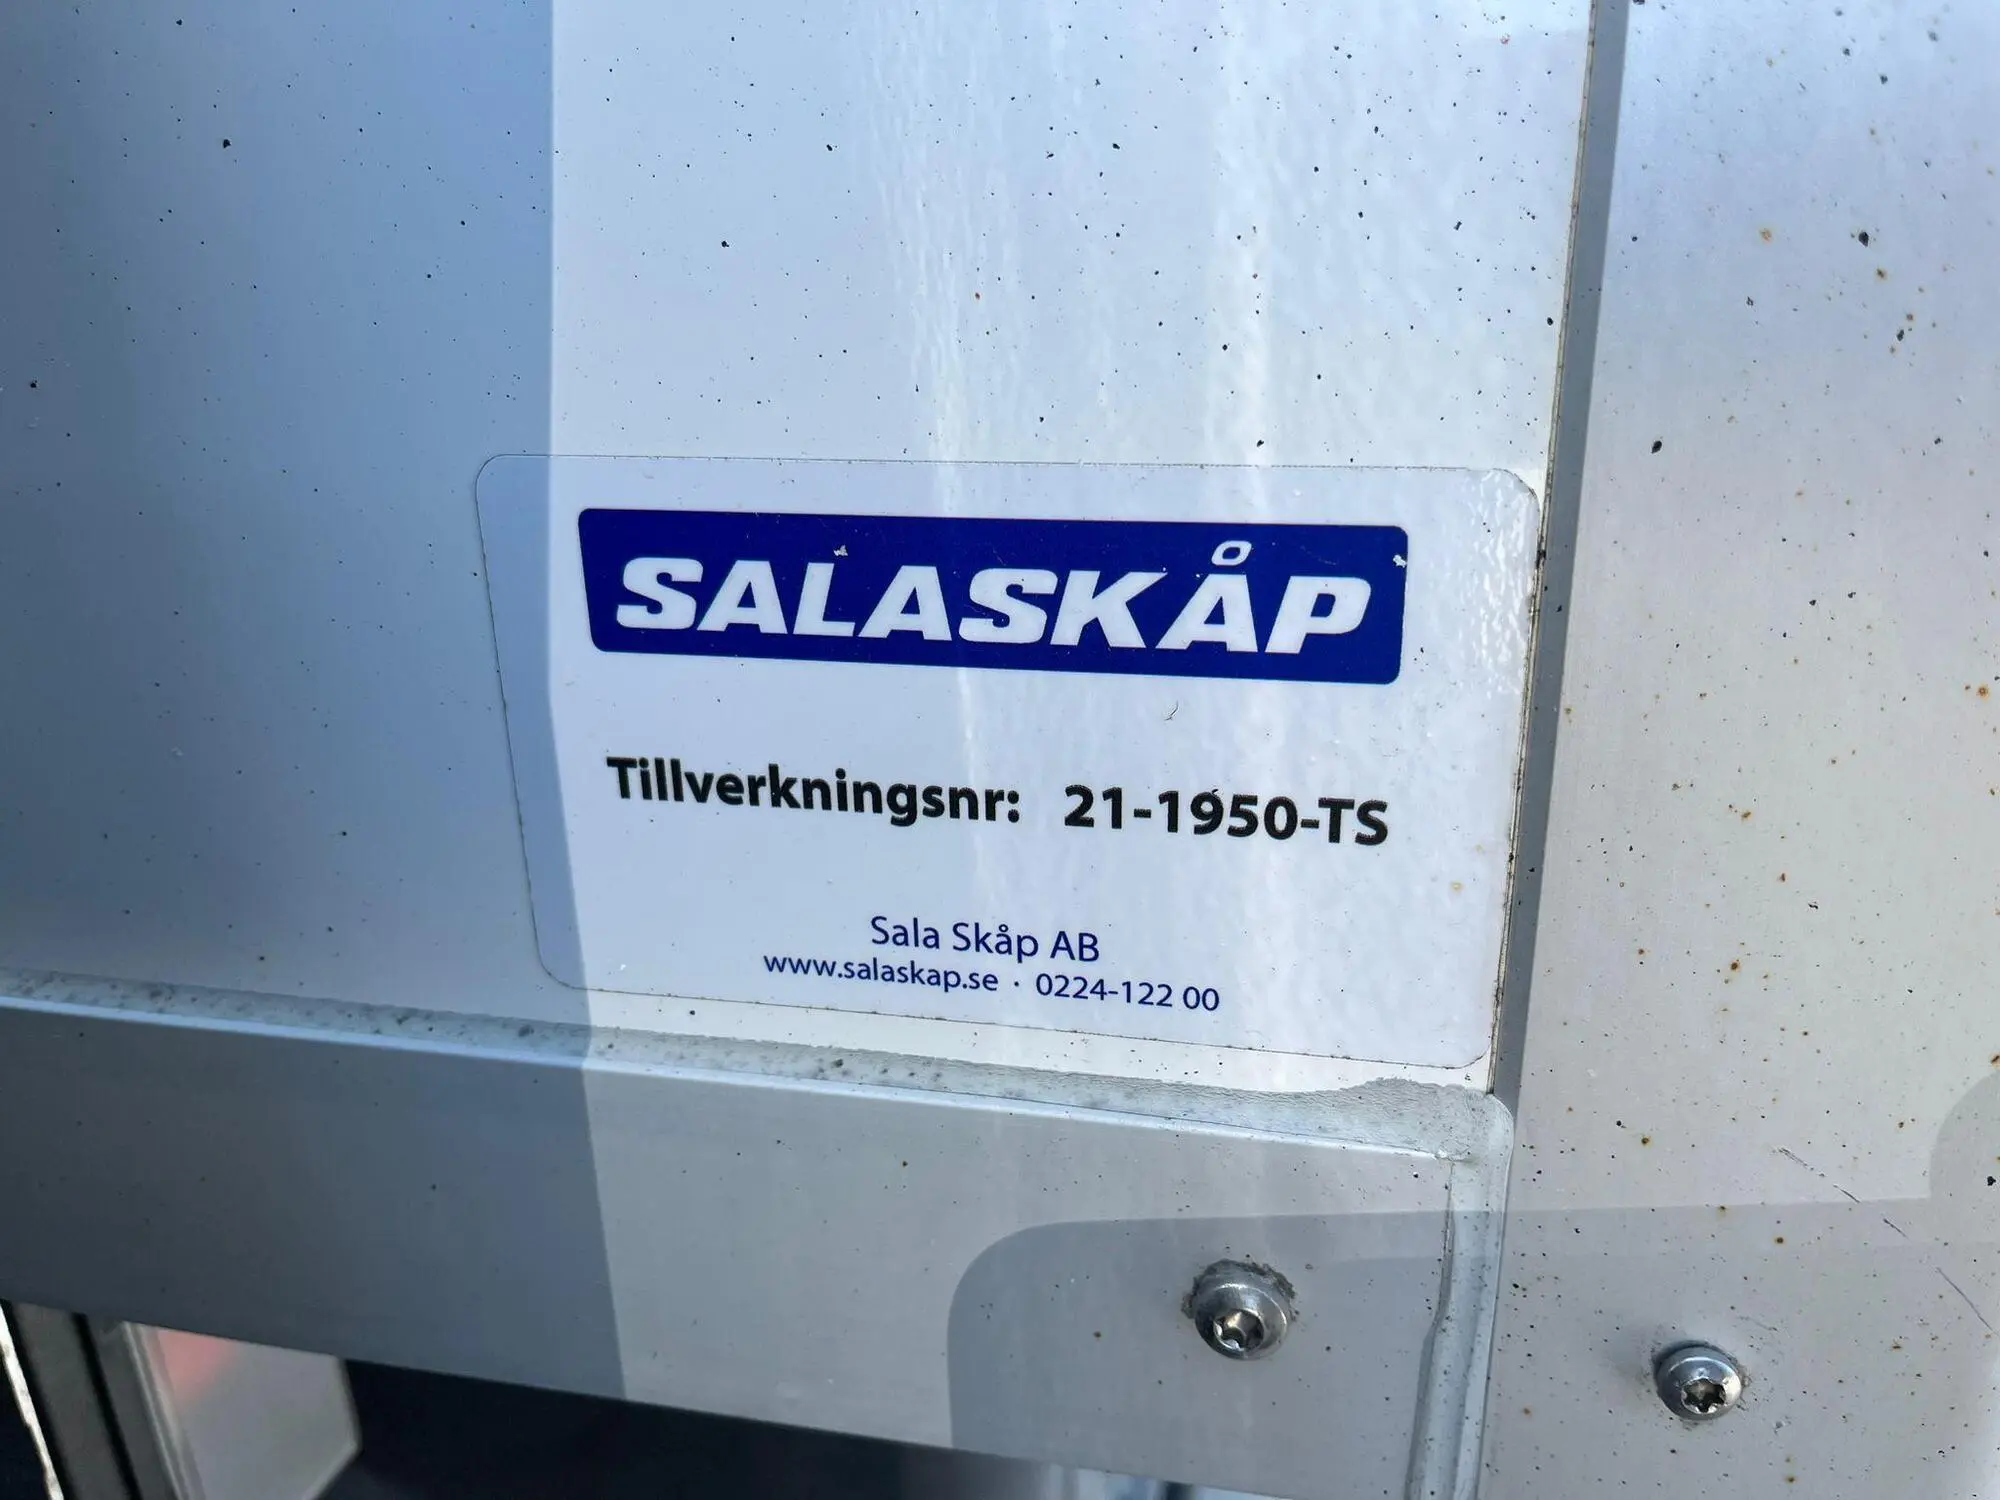 SALASKÅP
Tillverkningsnr: 21-1950-TS
Sala Skåp AB
www.salaskap.se · 0224-122 00